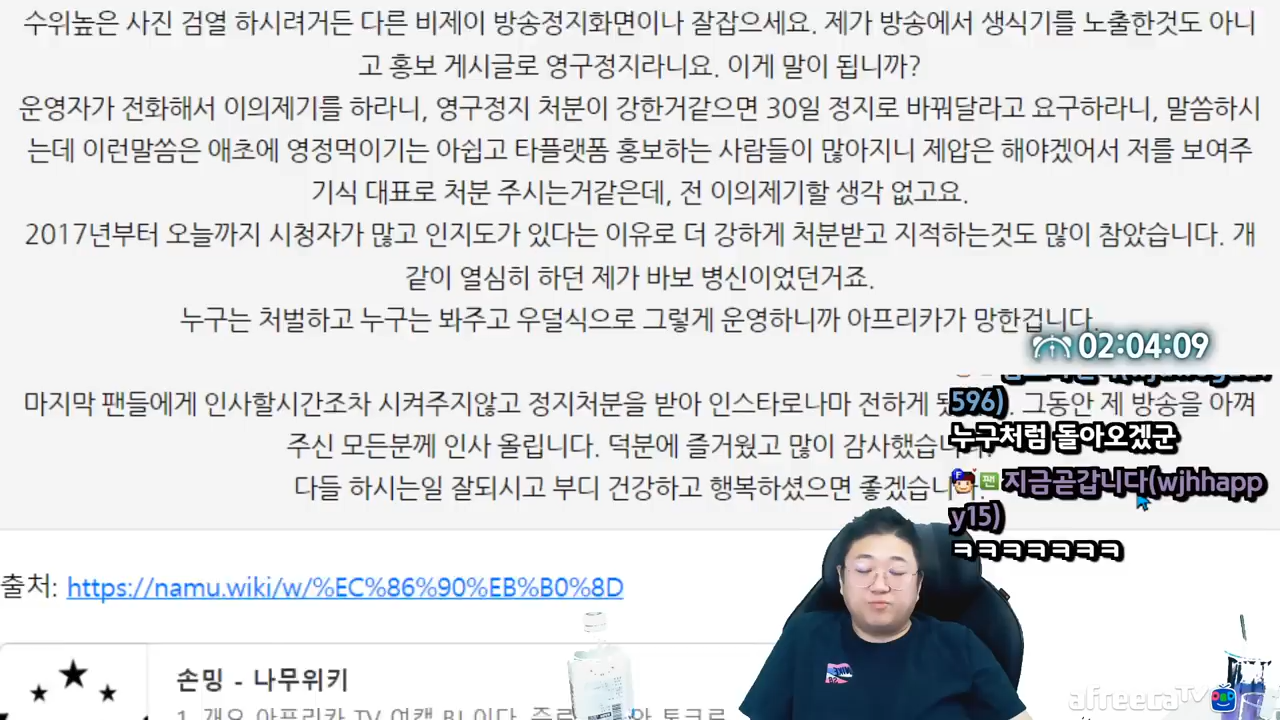 수위높은 사진 검열 하시려거든 다른 비제이 방송정지화면이나 잘잡으세요. 제가 방송에서 생식기를 노출한것도 아니
고 홍보 게시글로 영구정지라니요. 이게 말이 됩니까?
운영자가 전화해서 이의제기를 하라니, 영구정지 처분이 강한거같으면 30일 정지로 바꿔달라고 요구하라니, 말씀하시
는데 이런말씀은 애초에 영정먹이기는 아쉽고 타플랫폼 홍보하는 사람들이 많아지니 제압은 해야겠어서 저를 보여주
기식 대표로 처분 주시는거같은데, 전 이의제기할 생각 없고요.
2017년부터 오늘까지 시청자가 많고 인지도가 있다는 이유로 더 강하게 처분받고 지적하는것도 많이 참았습니다. 개
같이 열심히 하던 제가 바보 병신이었던거죠.
누구는 처벌하고 누구는 봐주고 우덜식으로 그렇게 운영하니까 아프리카가 망한겁니다.
02:04:09
마지막 팬들에게 인사할시간조차 시켜주지않고 정지처분을 받아 인스타로나마 전하게 그동안 제 방송을 아껴
596)
주신 모든분께 인사 올립니다. 덕분에 즐거웠고 많이 감사했습니
누구처럼 돌아오겠군
다들 하시는일 잘되시고 부디 건강하고 행복하셨으면 좋겠습니
팬 지금곧갑니다(wjhhapp
y15)
ㅋㅋㅋㅋㅋㅋㅋ
출처: https://namu.wiki/w/%EC%86%90%EB%B0%8D
손밍 - 나무위키
afreecaTV